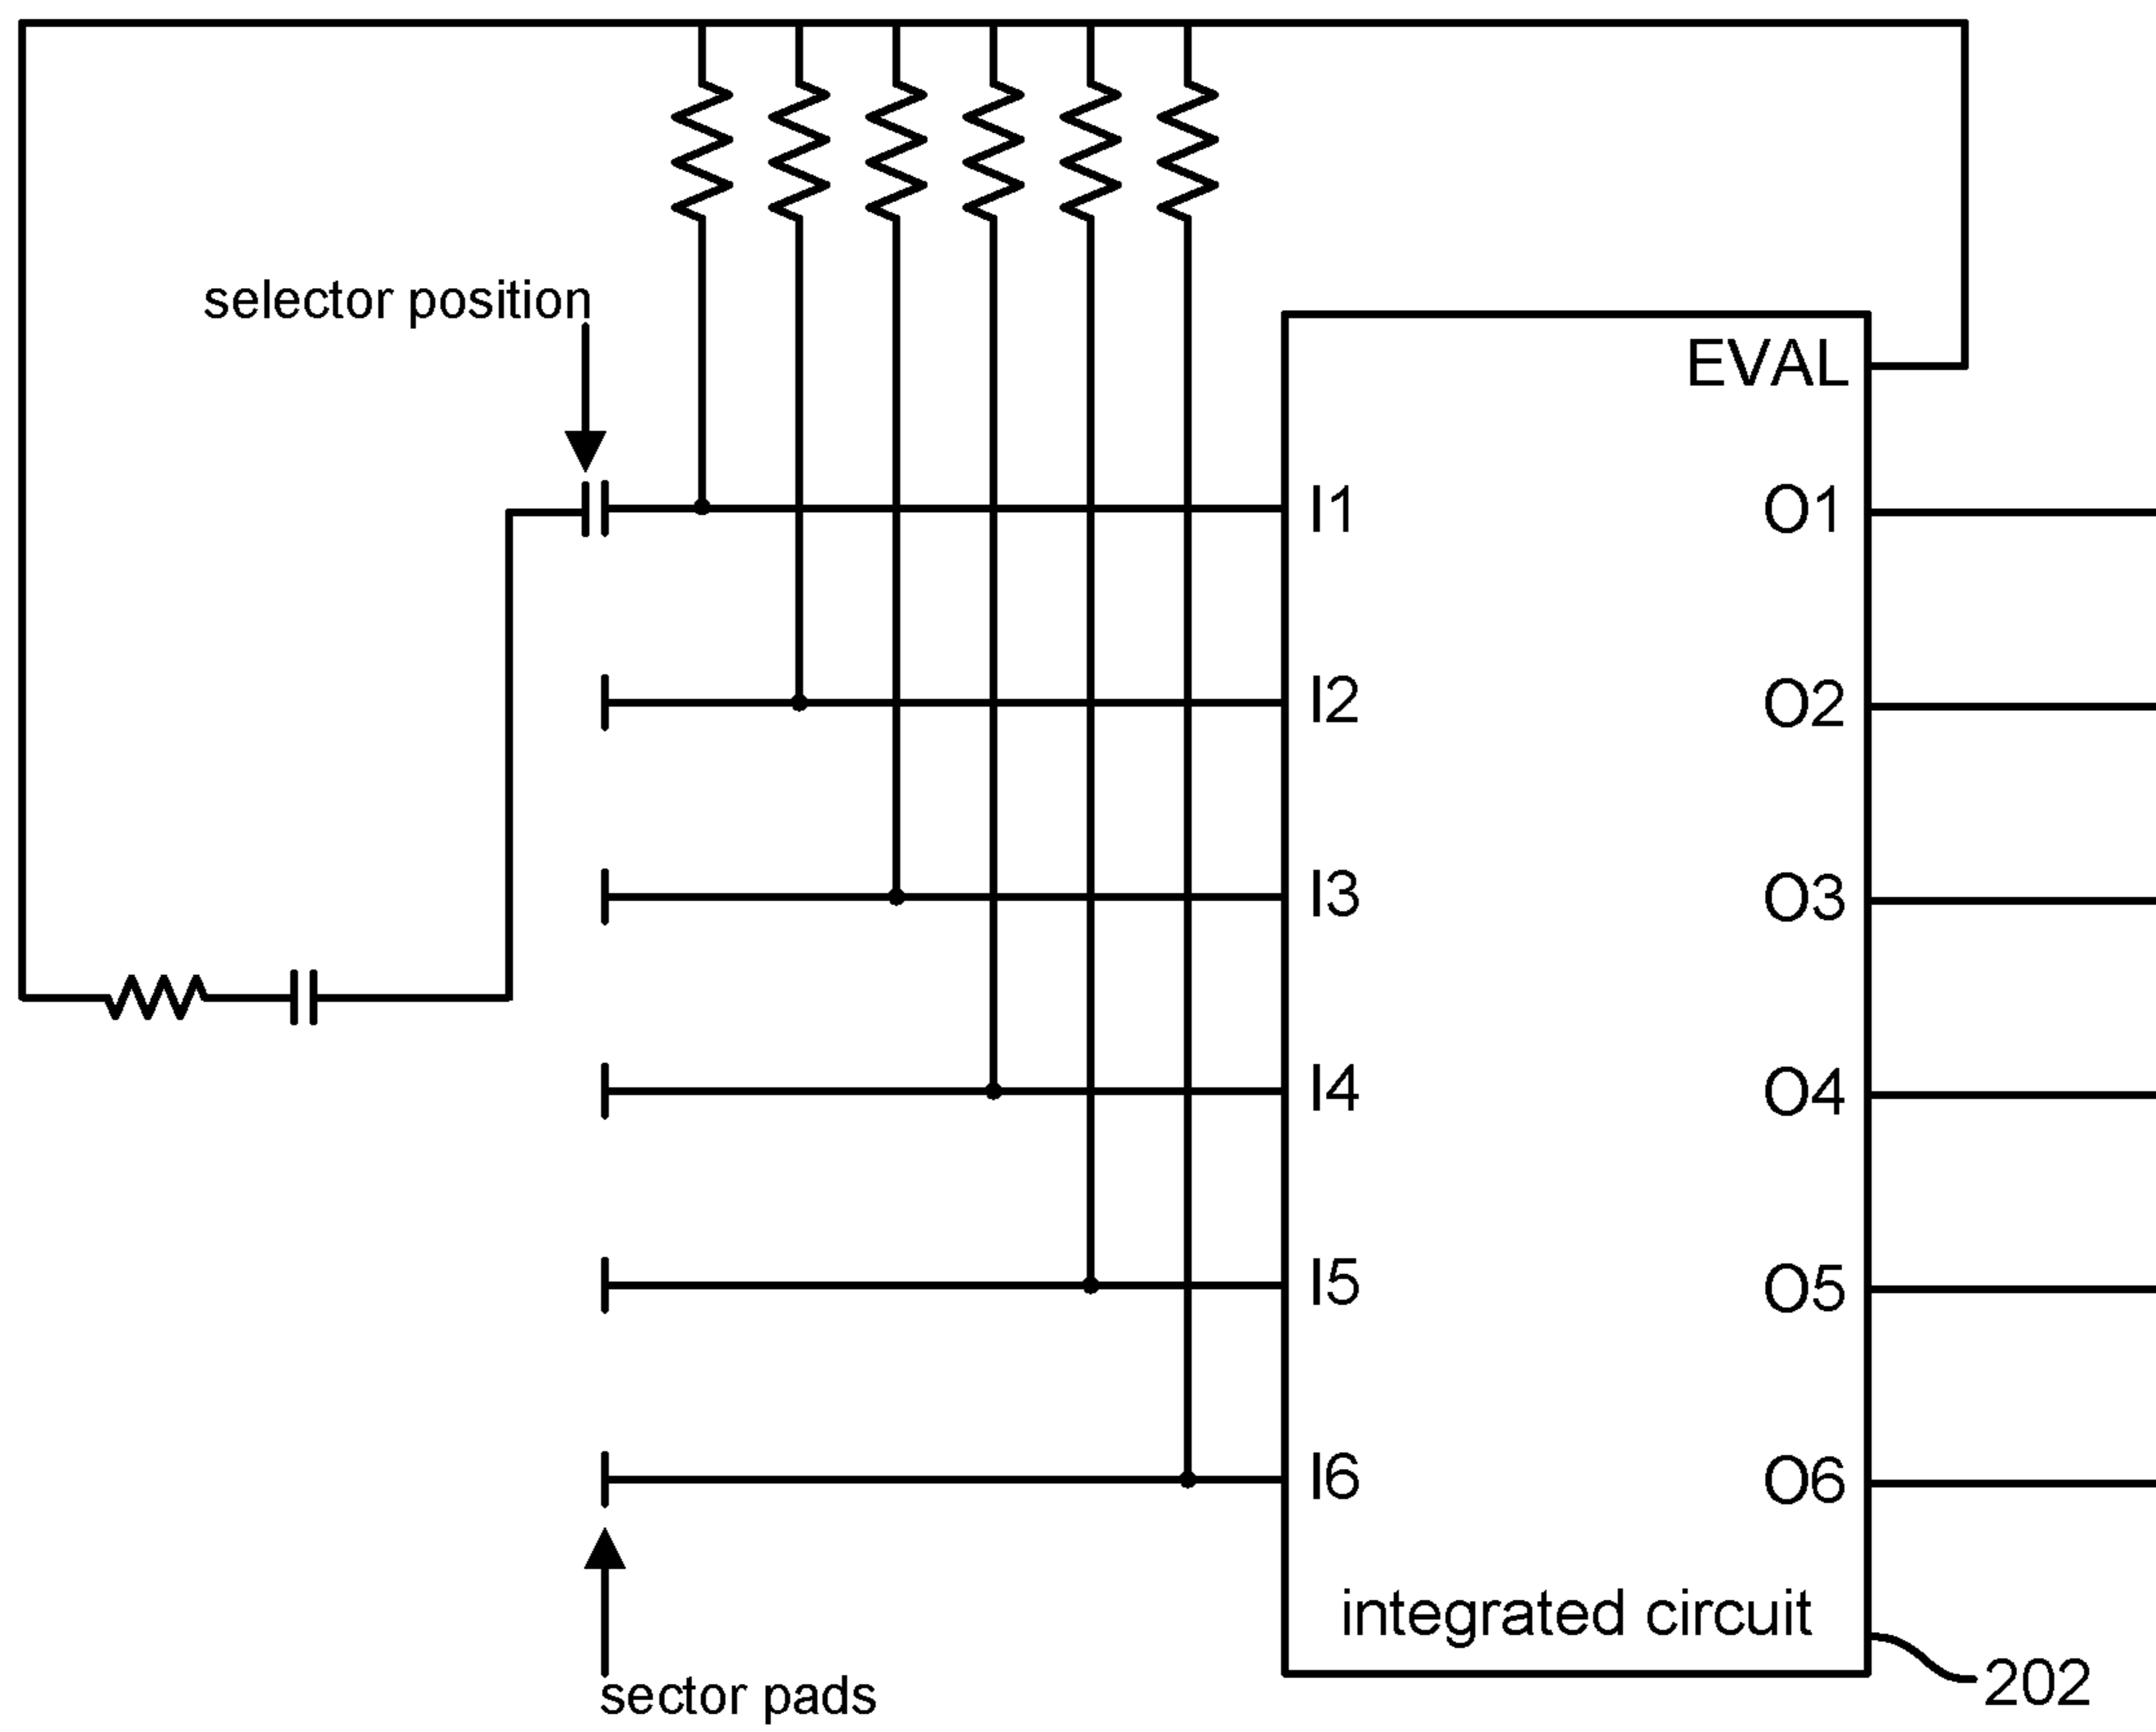 selector position
EVAL
I1
O1
I2
O2
I3
O3
I4
O4
I5
O5
I6
O6
integrated circuit
202
sector pads